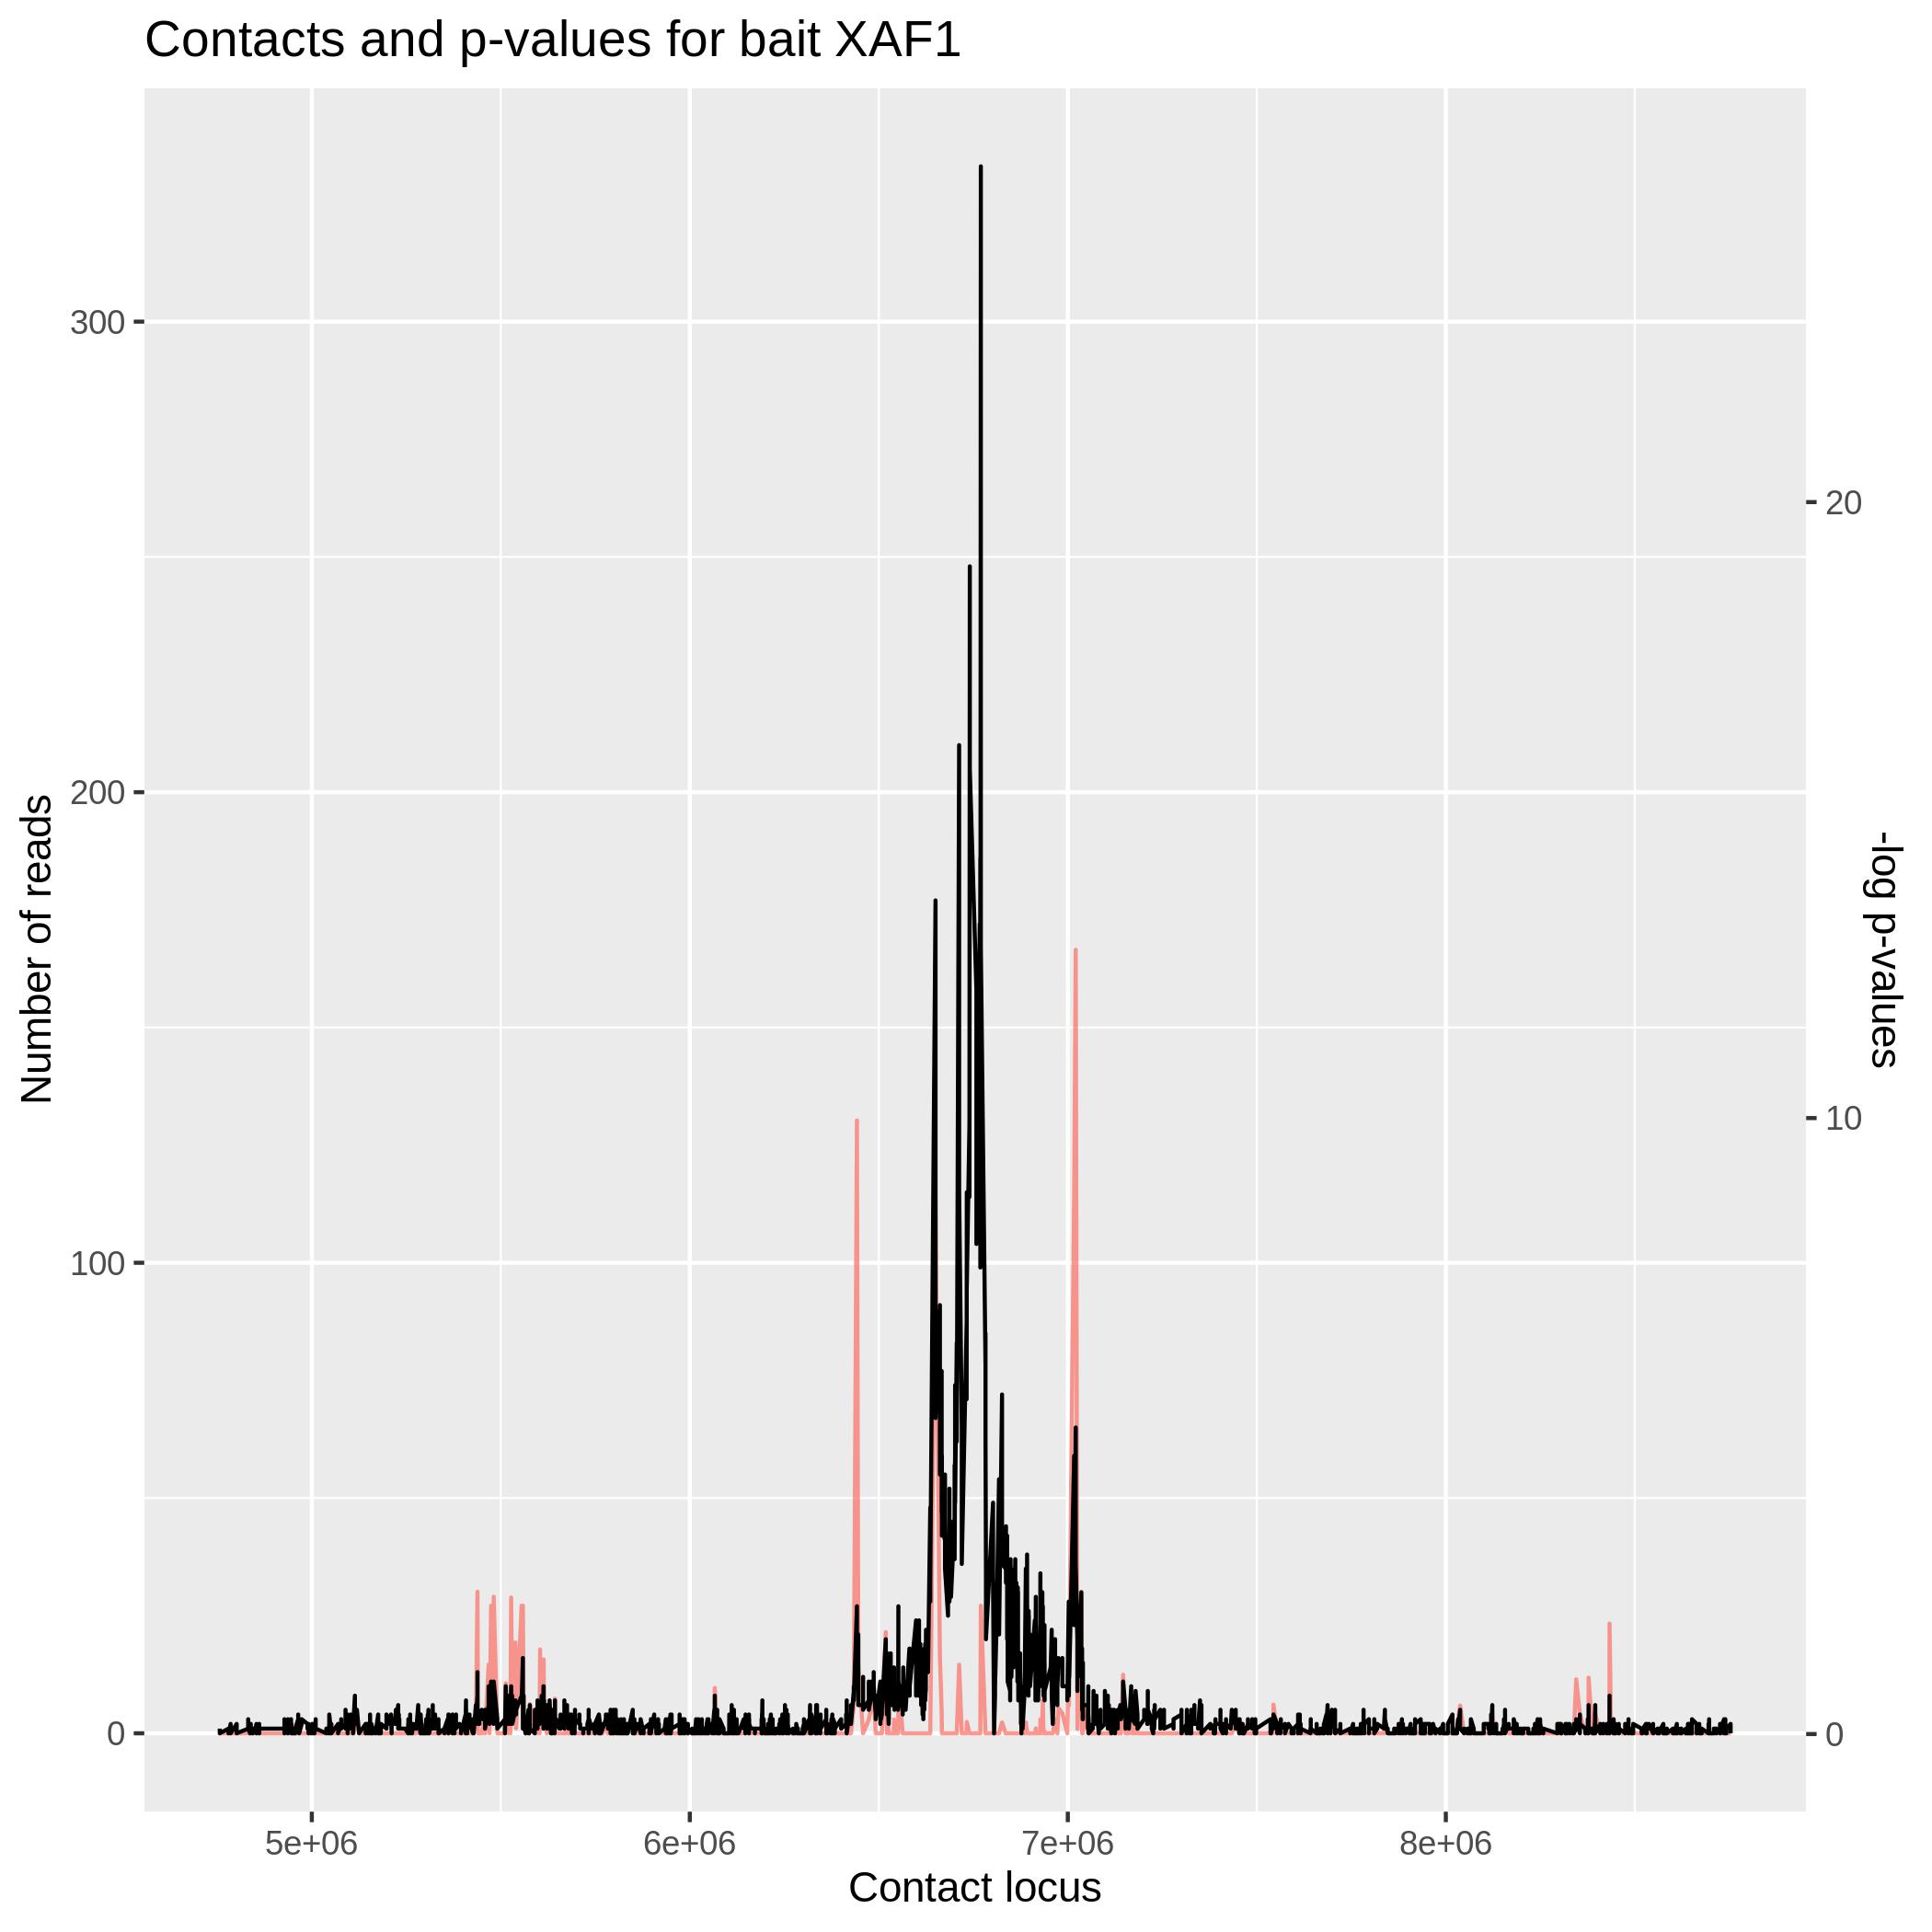 Contacts and p-values for bait XAF1
300
200
100
0
Number of reads
20
10
0
-log p-values
5e+06
6e+06
7e+06
8e+06
Contact locus